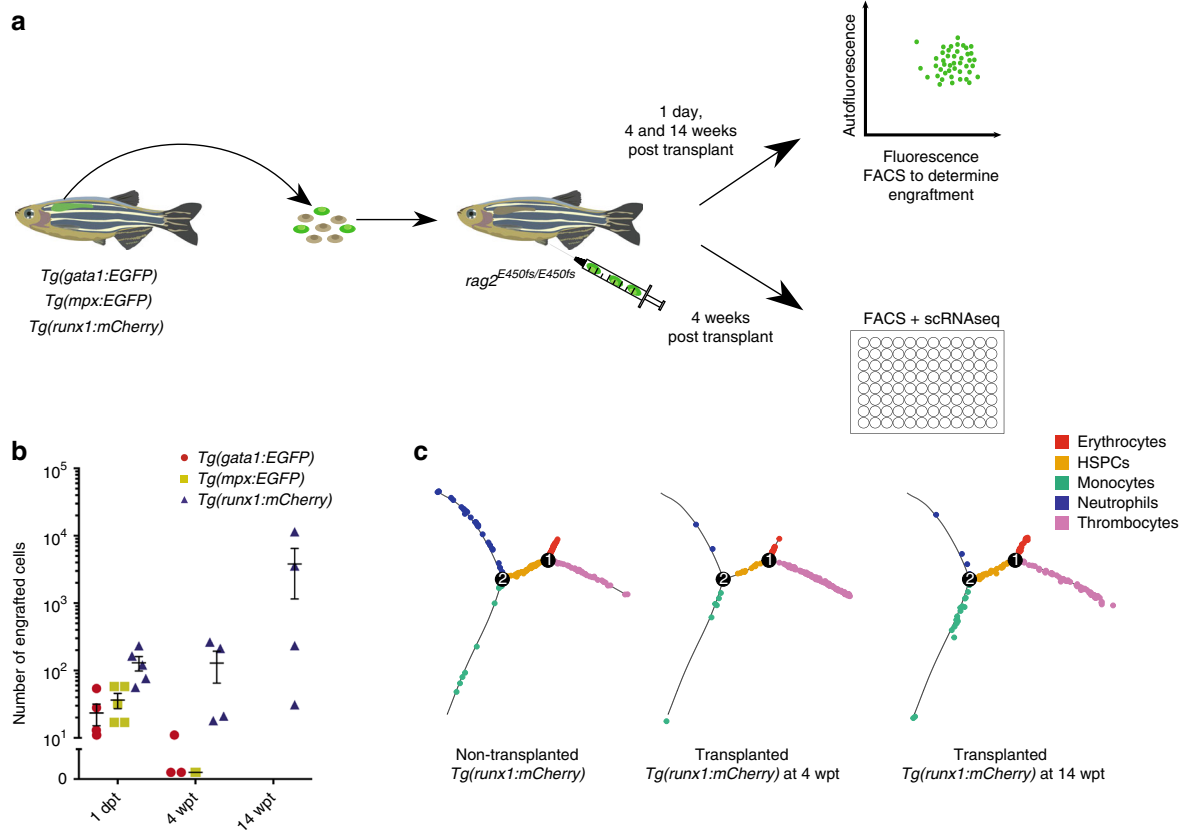 a
Tg(gata1:EGFP)
Tg(mpx:EGFP)
Tg(runx1:mCherry)
rag2E450fs/E450fs
1 day,
4 and 14 weeks
post transplant
4 weeks
post transplant
Autofluorescence
Fluorescence
FACS to determine
engraftment
FACS + scRNAseq
b
Tg(gata1:EGFP)
Tg(mpx:EGFP)
Tg(runx1:mCherry)
Number of engrafted cells
105
104
103
102
101
0
1 dpt
4 wpt
14 wpt
c
Erythrocytes
HSPCs
Monocytes
Neutrophils
Thrombocytes
1
2
Non-transplanted
Tg(runx1:mCherry)
1
2
Transplanted
Tg(runx1:mCherry) at 4 wpt
1
2
Transplanted
Tg(runx1:mCherry) at 14 wpt